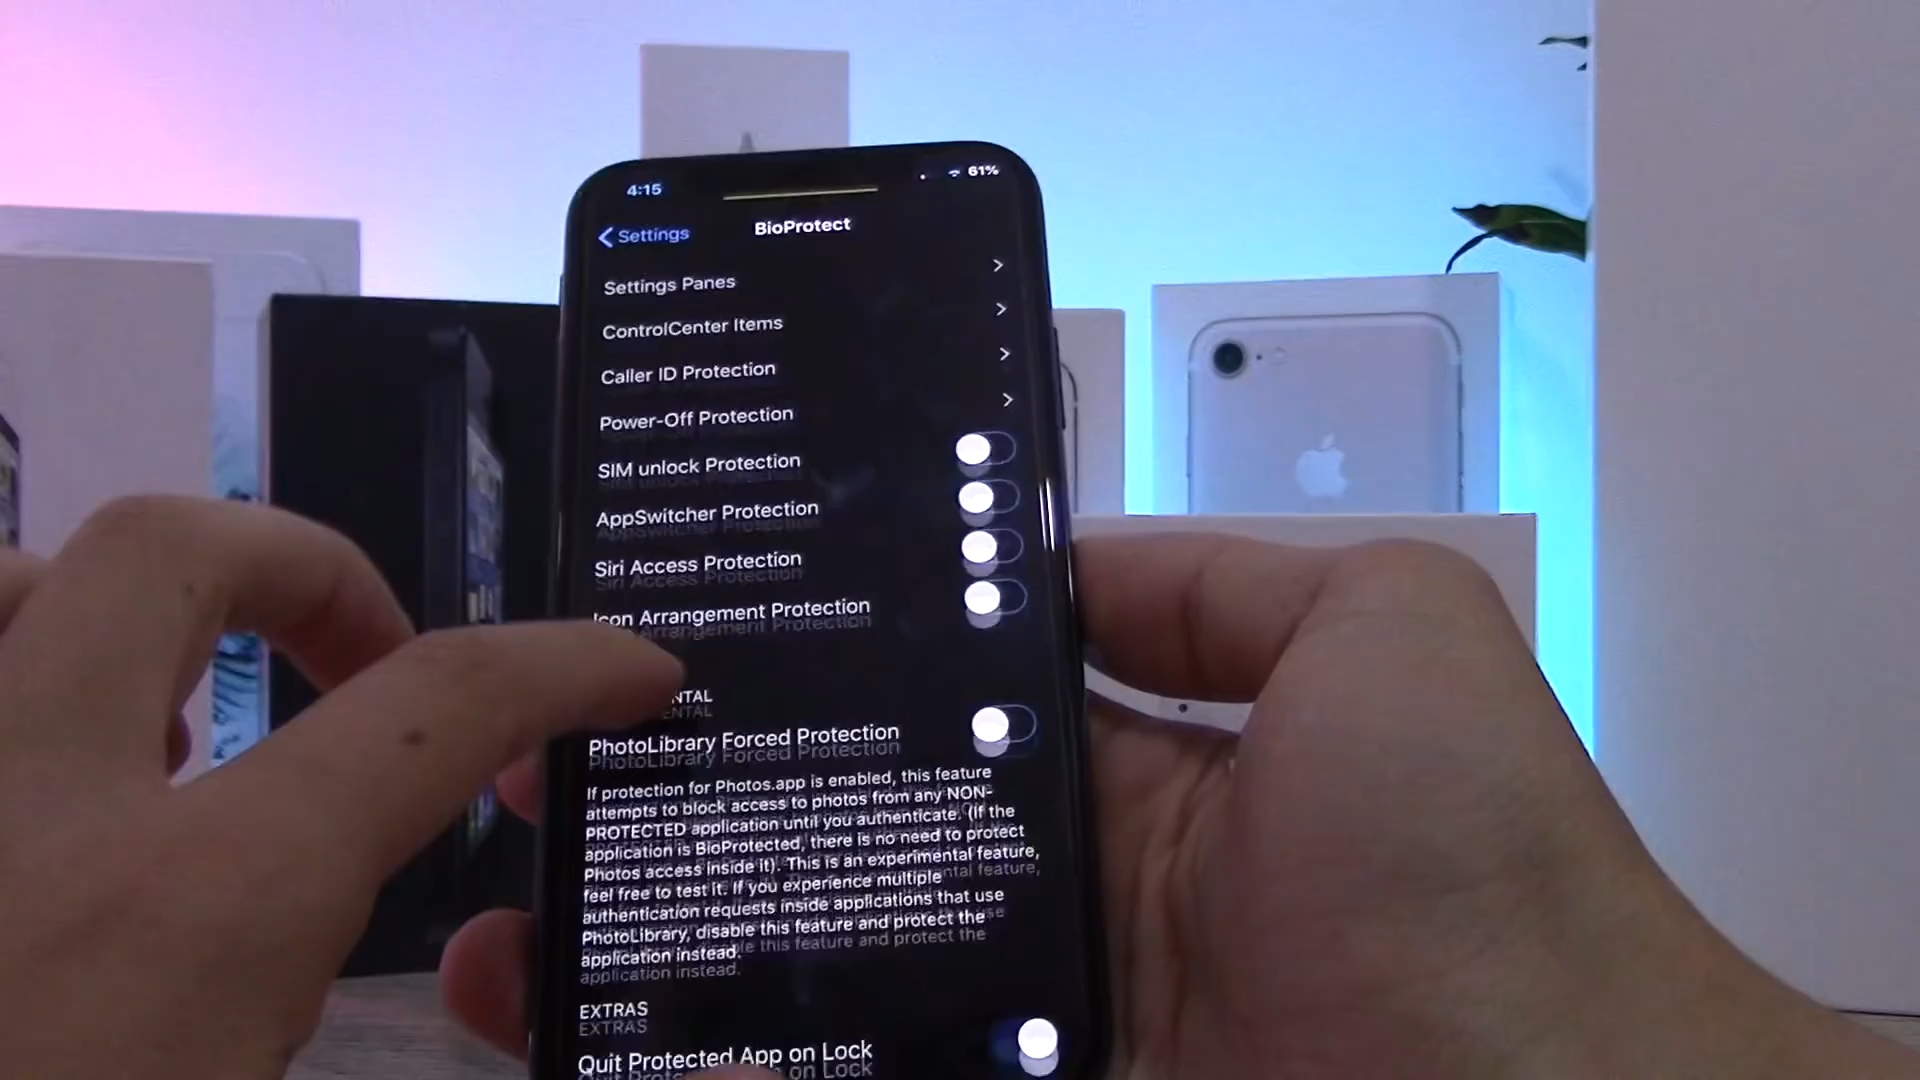 4:15
61%
Settings
BioProtect
Settings Panes
ControlCenter Items
Caller ID Protection
Power-Off Protection
SIM unlock Protection
AppSwitcher Protection
Siri Access Protection
Icon Arrangement Protection
NTAL
PhotoLibrary Forced Protection
If protection for Photos.app is enabled, this feature
attempts to block access to photos from any NON-
PROTECTED application until you authenticate. (If the
application is BioProtected, there is no need to protect
Photos access inside it). This is an experimental feature,
feel free to test it. If you experience multiple
authentication requests inside applications that use
PhotoLibrary, disable this feature and protect the
application instead.
EXTRAS
Quit Protected App on Lock